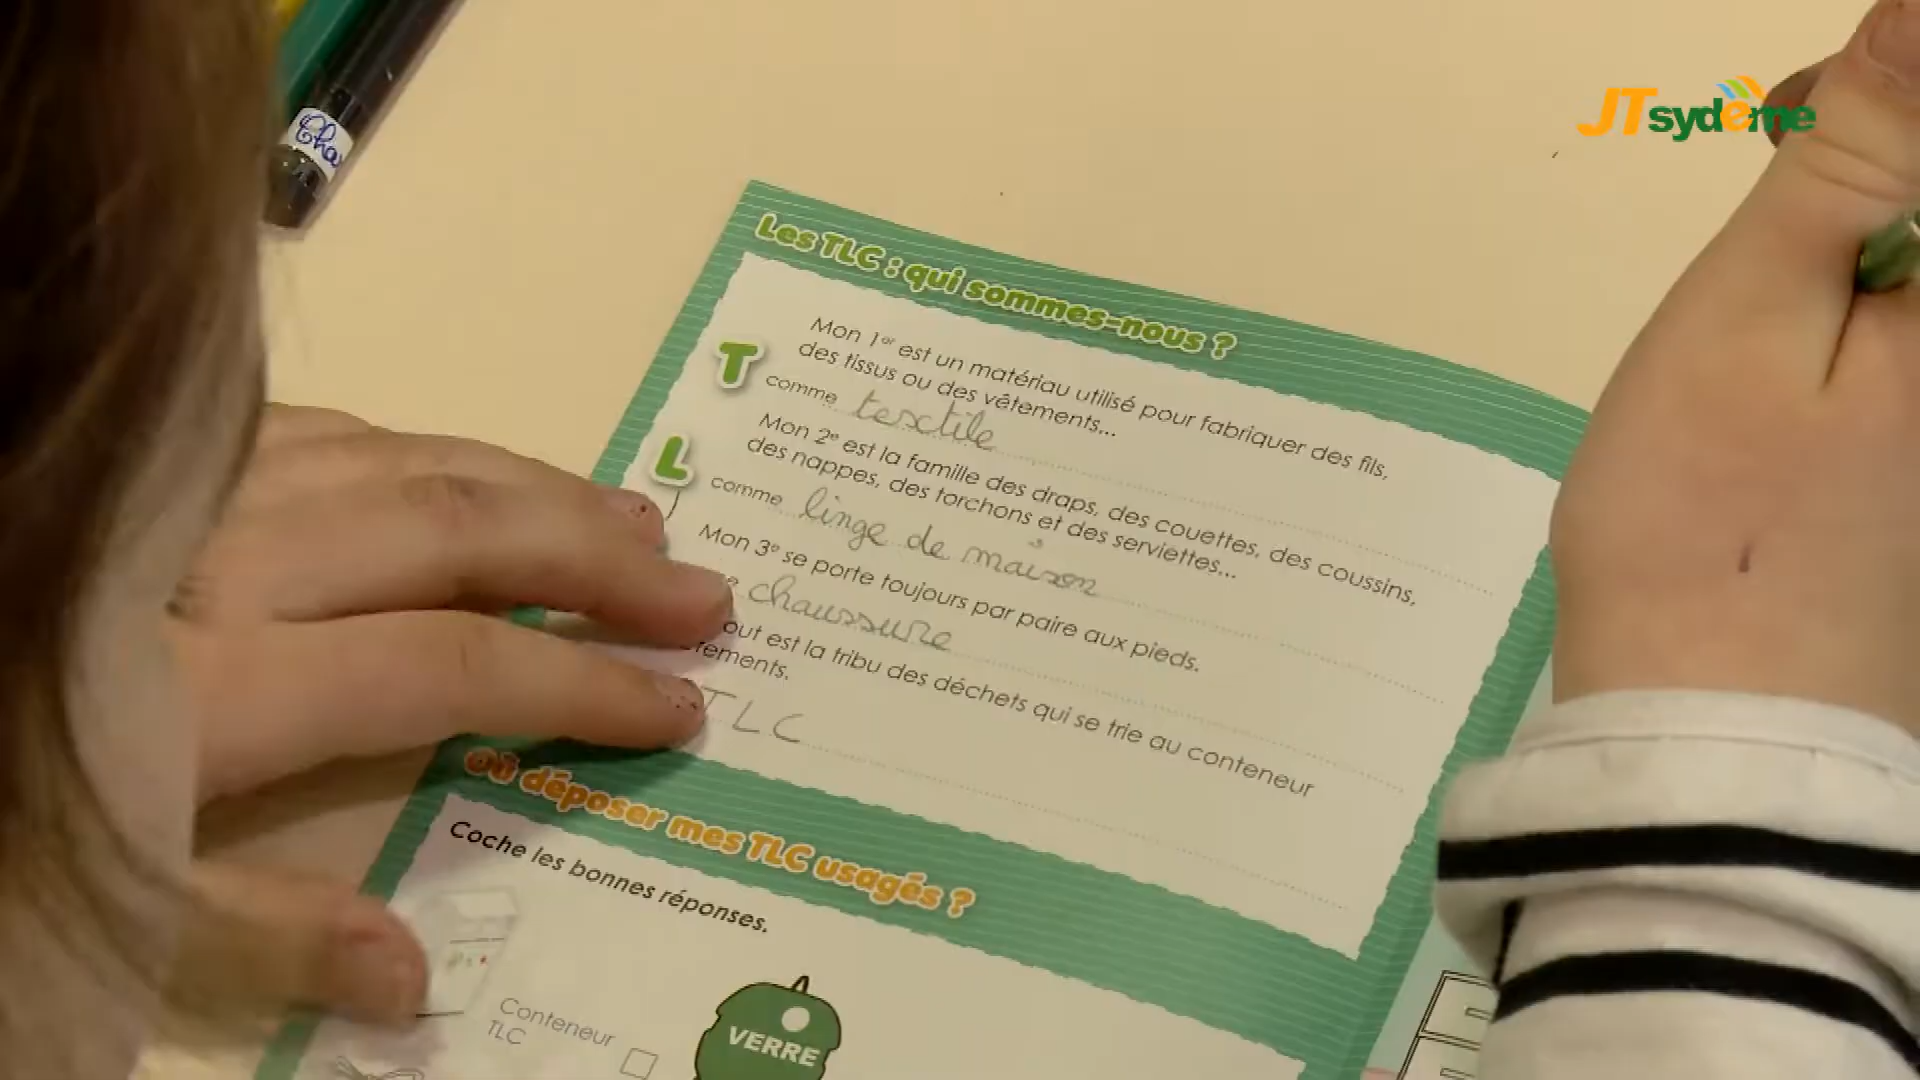 JTsydeme
Cha
Les TLC : qui sommes-nous ?
Mon 1er est un matériau utilisé pour fabriquer des fils,
des tissus ou des vêtements...
T
comme textile
Mon 2e est la famille des draps, des couettes, des coussins,
des nappes, des torchons et des serviettes...
L
comme linge de maison
Mon 3e se porte toujours par paire aux pieds.
chaussure
out est la tribu des déchets qui se trie au conteneur
tements.
TLC
Où déposer mes TLC usagés ?
Coche les bonnes réponses.
Conteneur
TLC
VERRE